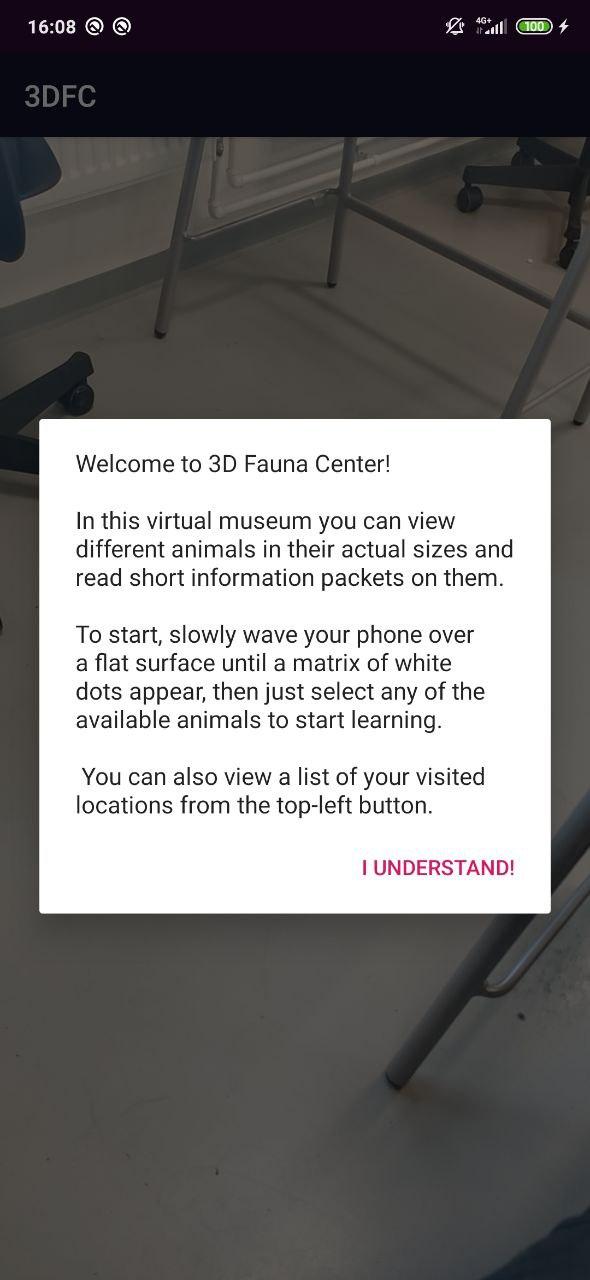 16:08 4G+ 100
3DFC
Welcome to 3D Fauna Center!
In this virtual museum you can view
different animals in their actual sizes and
read short information packets on them.
To start, slowly wave your phone over
a flat surface until a matrix of white
dots appear, then just select any of the
available animals to start learning.
You can also view a list of your visited
locations from the top-left button.
I UNDERSTAND!